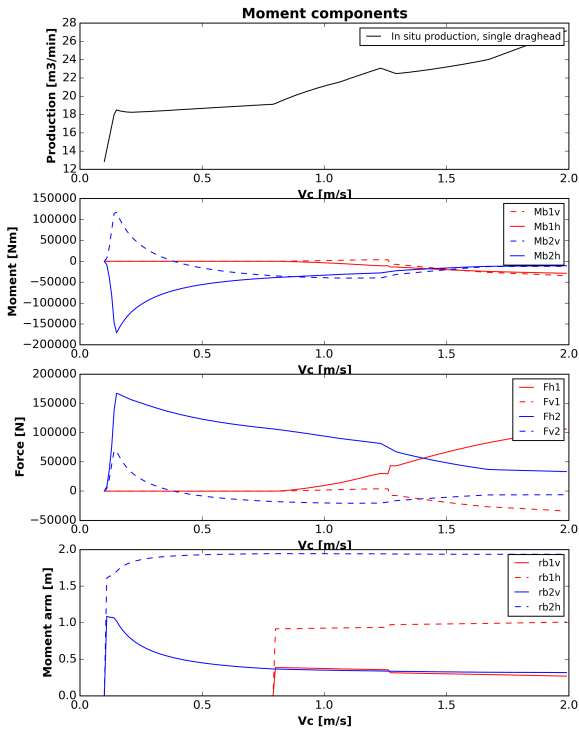 Moment components
Production [m3/min]
28
26
24
22
20
18
16
14
12
In situ production, single draghead
0.0 0.5 1.0 1.5 2.0
Vc [m/s]
Moment [Nm]
150000
100000
50000
0
−50000
−100000
−150000
−200000
Mb1v
Mb1h
Mb2v
Mb2h
0.0 0.5 1.0 1.5 2.0
Vc [m/s]
Force [N]
200000
150000
100000
50000
0
−50000
Fh1
Fv1
Fh2
Fv2
0.0 0.5 1.0 1.5 2.0
Vc [m/s]
Moment arm [m]
2.0
1.5
1.0
0.5
0.0
rb1v
rb1h
rb2v
rb2h
0.0 0.5 1.0 1.5 2.0
Vc [m/s]